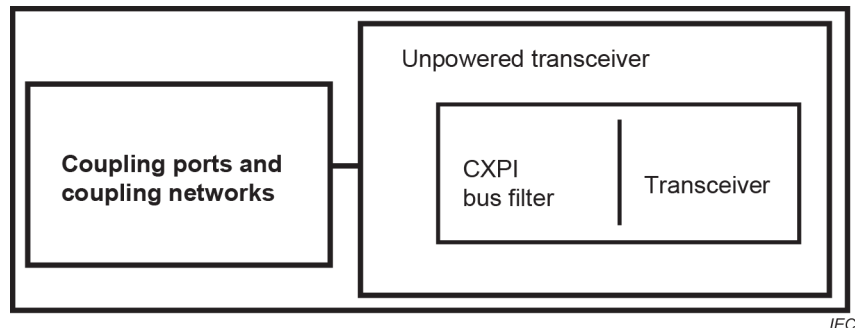 Unpowered transceiver
Coupling ports and
coupling networks
CXPI
bus filter
Transceiver
IEC